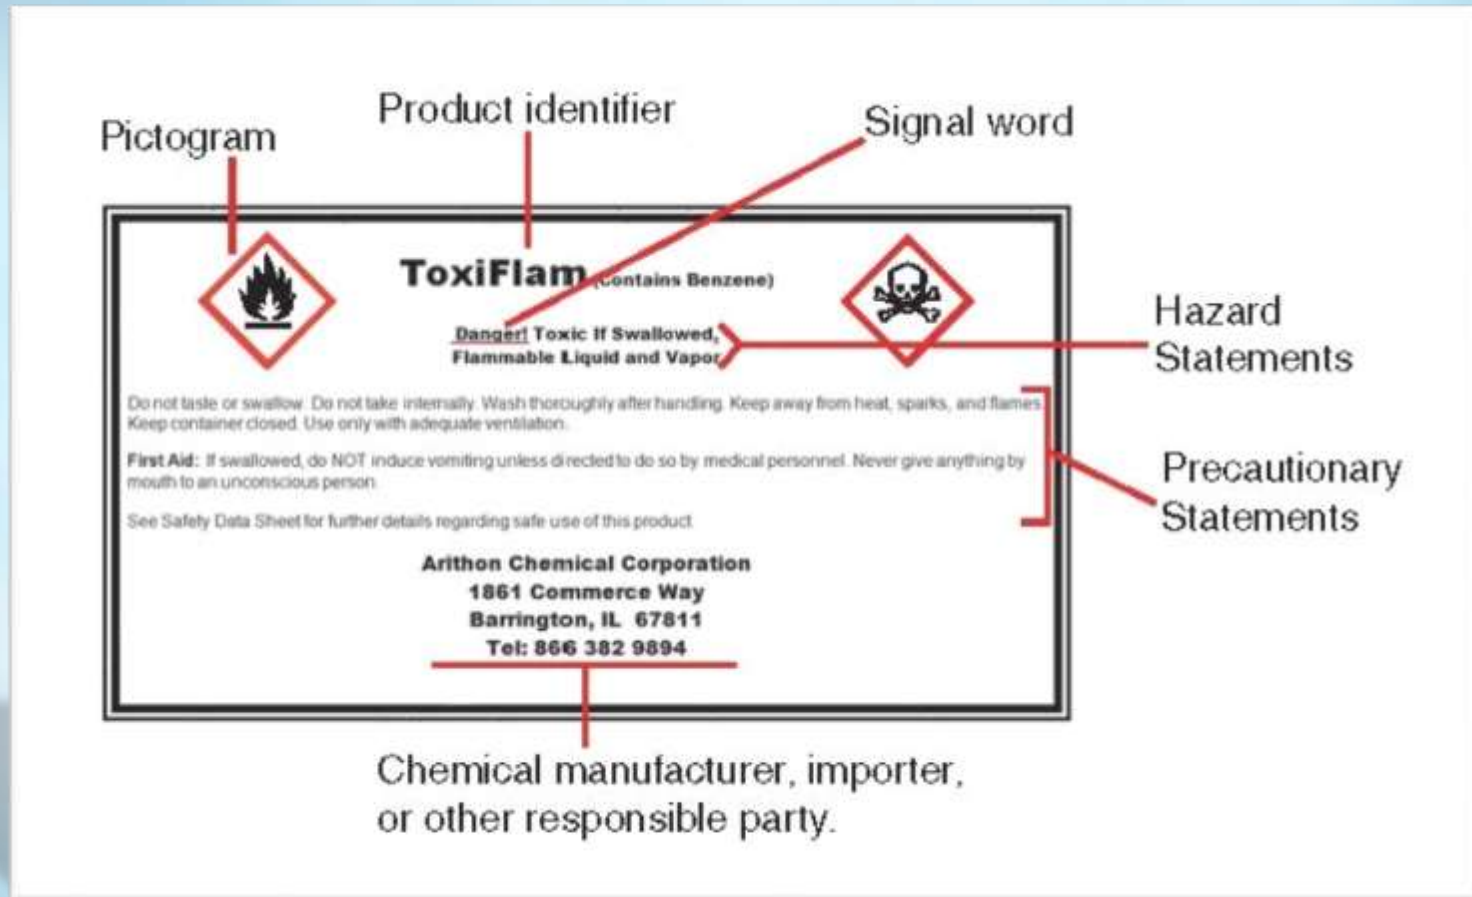 Product identifier
Signal word
Pictogram
ToxiFlam (Contains Benzene)
Danger! Toxic If Swallowed,
Flammable Liquid and Vapor
Hazard
Statements
Do not taste or swallow. Do not take internally. Wash thoroughly after handling. Keep away from heat, sparks, and flames.
Keep container closed. Use only with adequate ventilation.
First Aid: If swallowed, do NOT induce vomiting unless directed to do so by medical personnel. Never give anything by
mouth to an unconscious person.
See Safety Data Sheet for further details regarding safe use of this product.
Precautionary
Statements
Arithon Chemical Corporation
1861 Commerce Way
Barrington, IL 67811
Tel: 866 382 9894
Chemical manufacturer, importer,
or other responsible party.